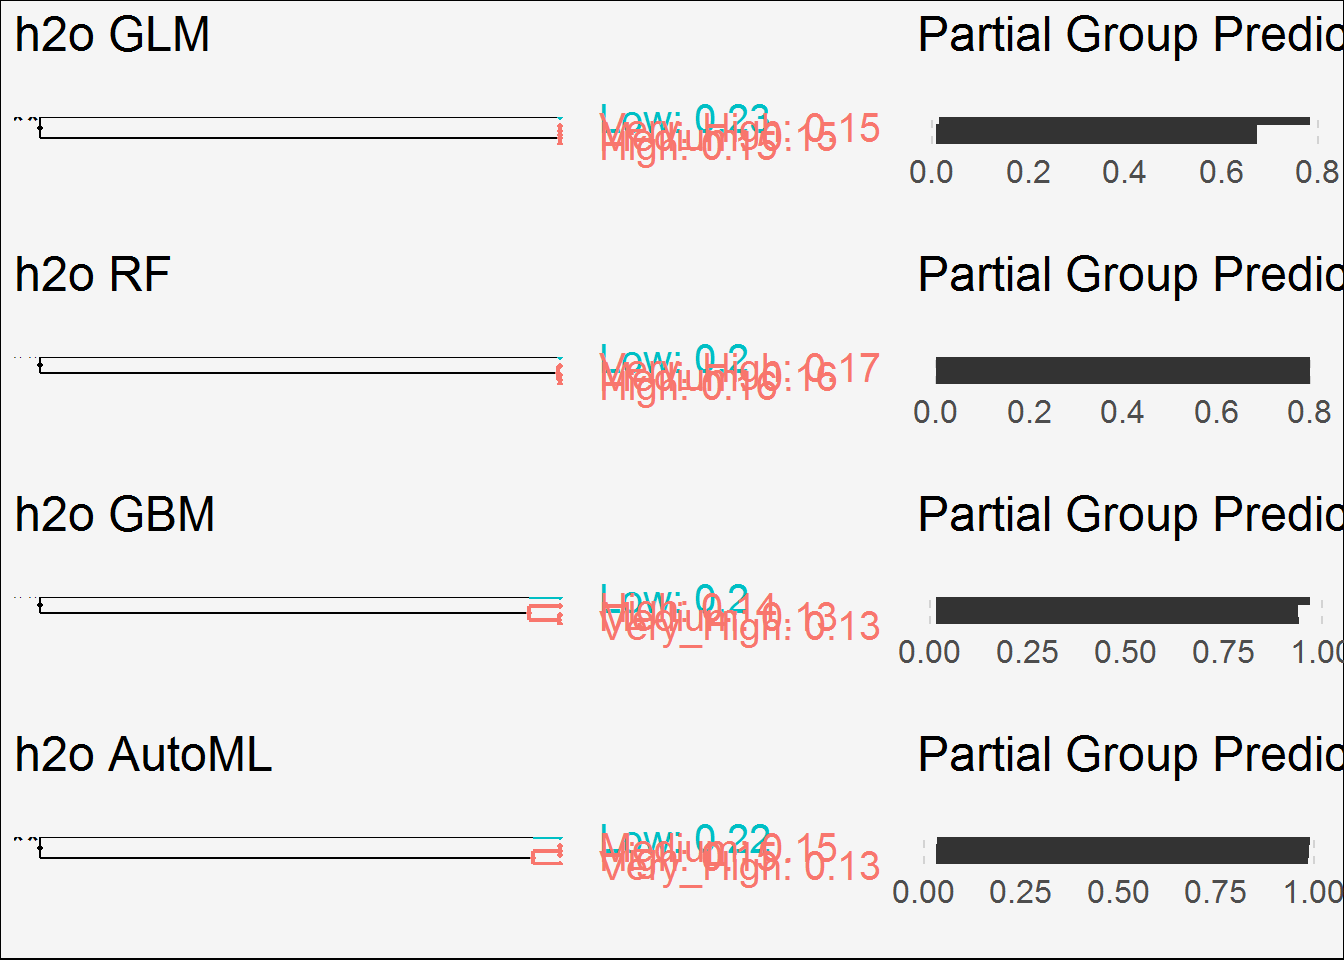 h2o GLM
Partial Group Predic
Low: 0.23
Very_High: 0.15
Medium: 0.15
High: 0.15
0.0 0.2 0.4 0.6 0.8
h2o RF
Partial Group Predic
Low: 0.2
Very_High: 0.17
Medium: 0.16
High: 0.16
0.0 0.2 0.4 0.6 0.8
h2o GBM
Partial Group Predic
Low: 0.2
High: 0.14
Medium: 0.13
Very_High: 0.13
0.00 0.25 0.50 0.75 1.00
h2o AutoML
Partial Group Predic
Low: 0.22
Medium: 0.15
High: 0.15
Very_High: 0.13
0.00 0.25 0.50 0.75 1.00